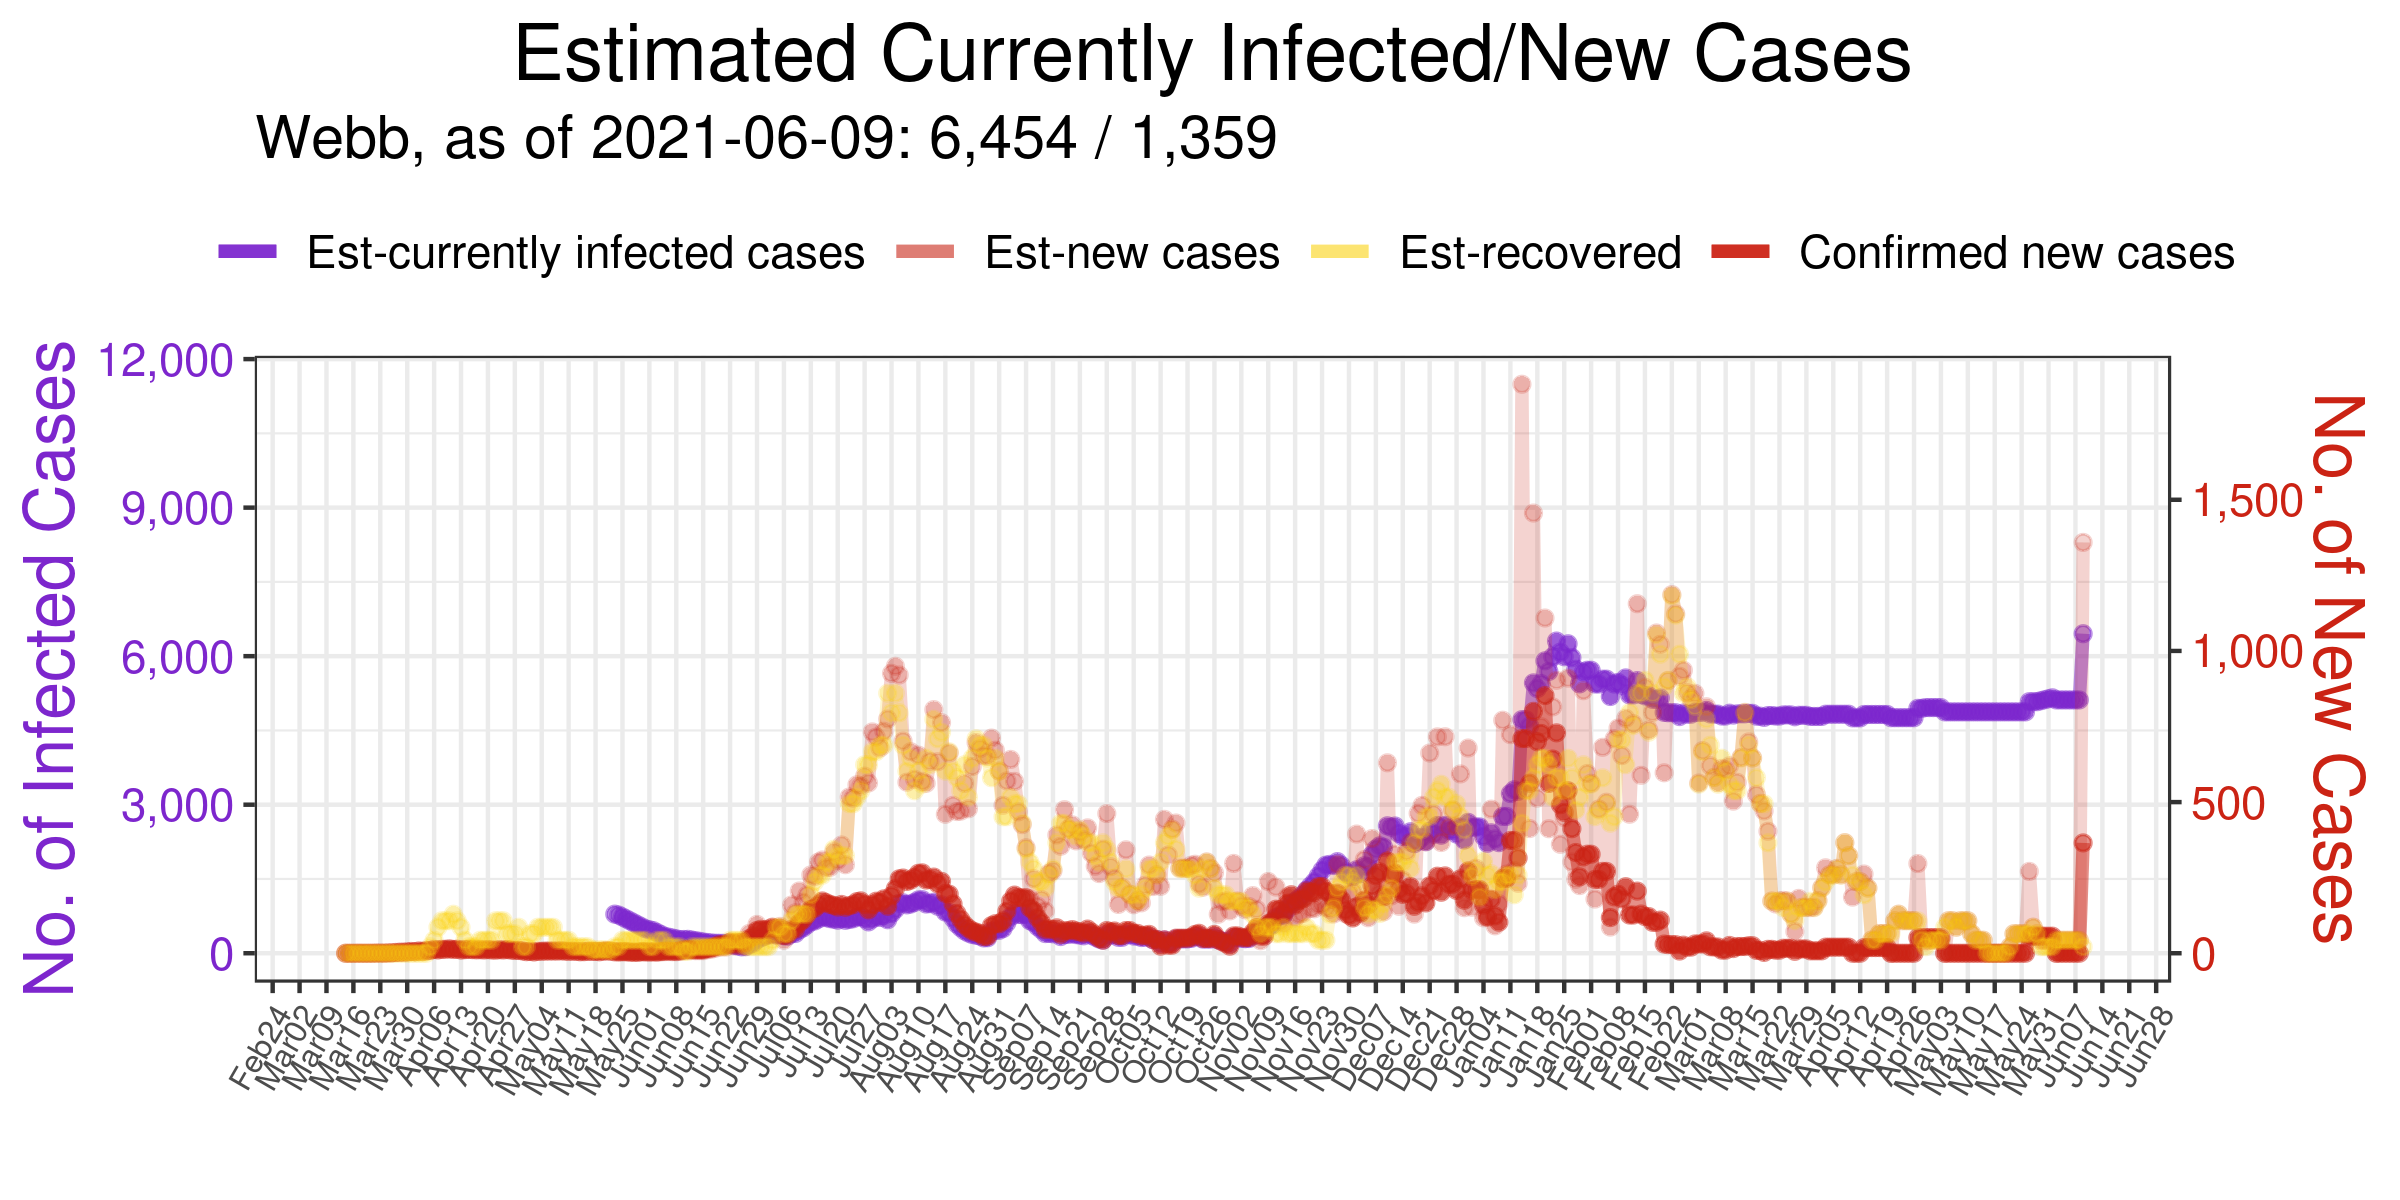 Estimated Currently Infected/New Cases
Webb, as of 2021-06-09: 6,454 / 1,359
Est-currently infected cases Est-new cases Est-recovered Confirmed new cases
No. of Infected Cases
12,000
9,000
6,000
3,000
0
1,500
1,000
500
0
No. of New Cases
Feb24 Mar02 Mar09 Mar16 Mar23 Mar30 Apr06 Apr13 Apr20 Apr27 May04 May11 May18 May25 Jun01 Jun08 Jun15 Jun22 Jun29 Jul06 Jul13 Jul20 Jul27 Aug03 Aug10 Aug17 Aug24 Aug31 Sep07 Sep14 Sep21 Sep28 Oct05 Oct12 Oct19 Oct26 Nov02 Nov09 Nov16 Nov23 Nov30 Dec07 Dec14 Dec21 Dec28 Jan04 Jan11 Jan18 Jan25 Feb01 Feb08 Feb15 Feb22 Mar01 Mar08 Mar15 Mar22 Mar29 Apr05 Apr12 Apr19 Apr26 May03 May10 May17 May24 May31 Jun07 Jun14 Jun21 Jun28